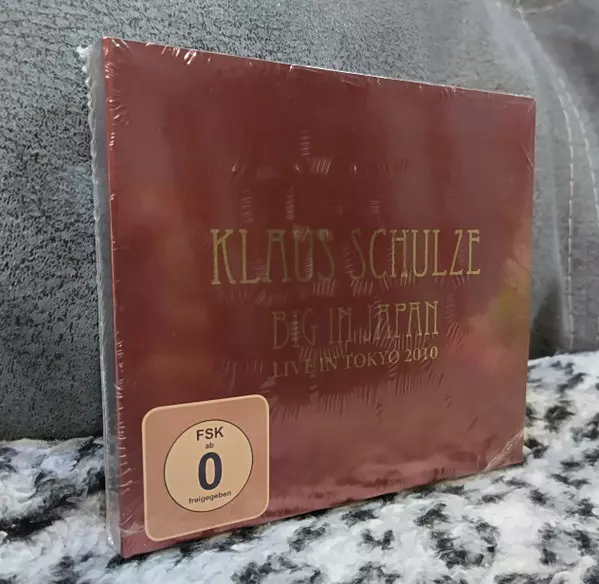 KLAUS SCHULZE
BIG IN JAPAN
LIVE IN TOKYO 2010
FSK
ab
0
freigegeben